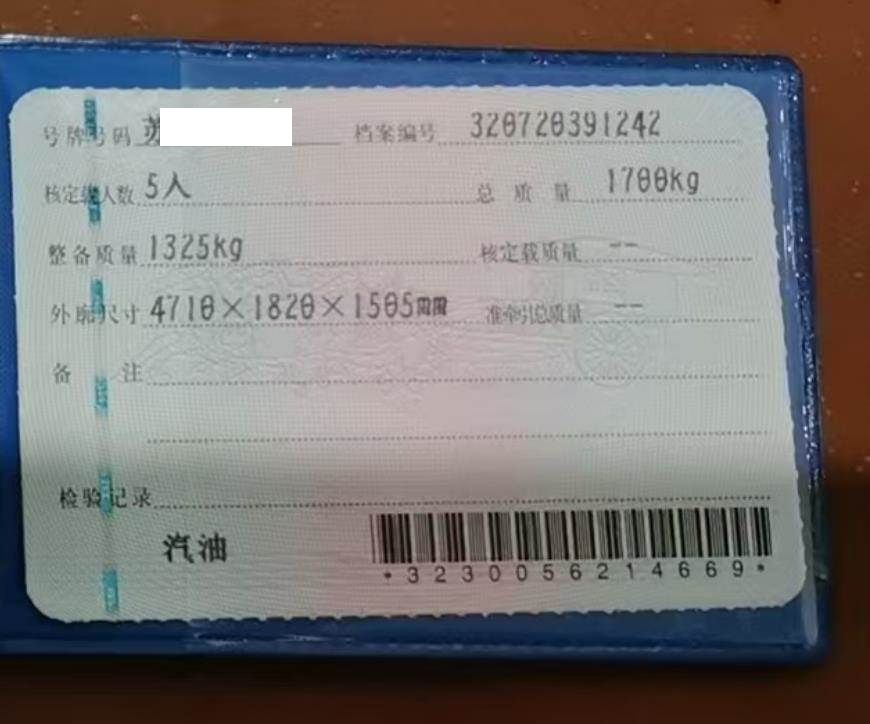 号牌号码 苏 档案编号 320720391242
核定载人数 5人 总质量 1700kg
整备质量 1325kg 核定载质量 --
外廓尺寸 4710×1820×1505mm 准牵引总质量 --
备注
检验记录
汽油
*3230056214669*